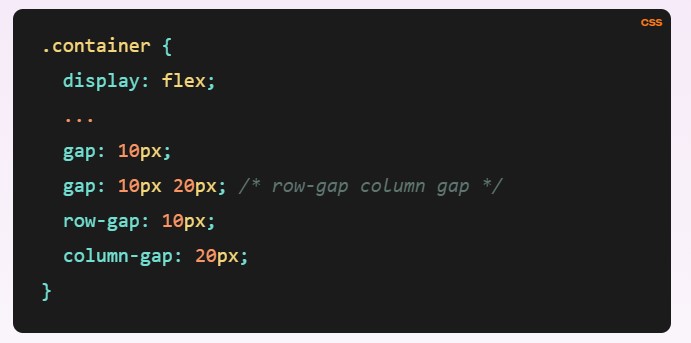 CSS
.container {
display: flex;
...
gap: 10px;
gap: 10px 20px; /* row-gap column gap */
row-gap: 10px;
column-gap: 20px;
}